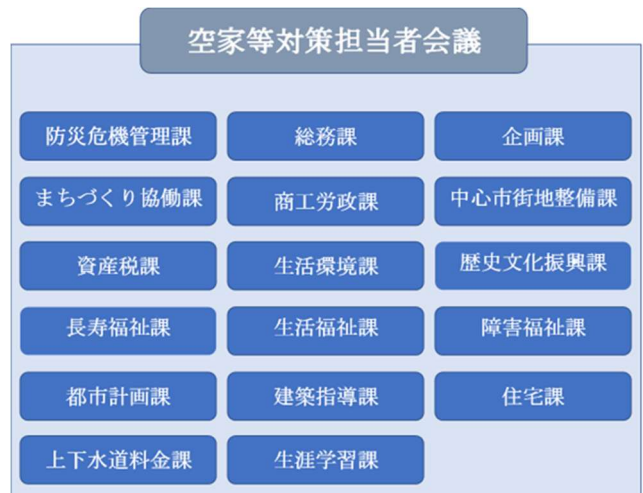 空家等対策担当者会議
防災危機管理課
総務課
企画課
まちづくり協働課
商工労政課
中心市街地整備課
資産税課
生活環境課
歴史文化振興課
長寿福祉課
生活福祉課
障害福祉課
都市計画課
建築指導課
住宅課
上下水道料金課
生涯学習課